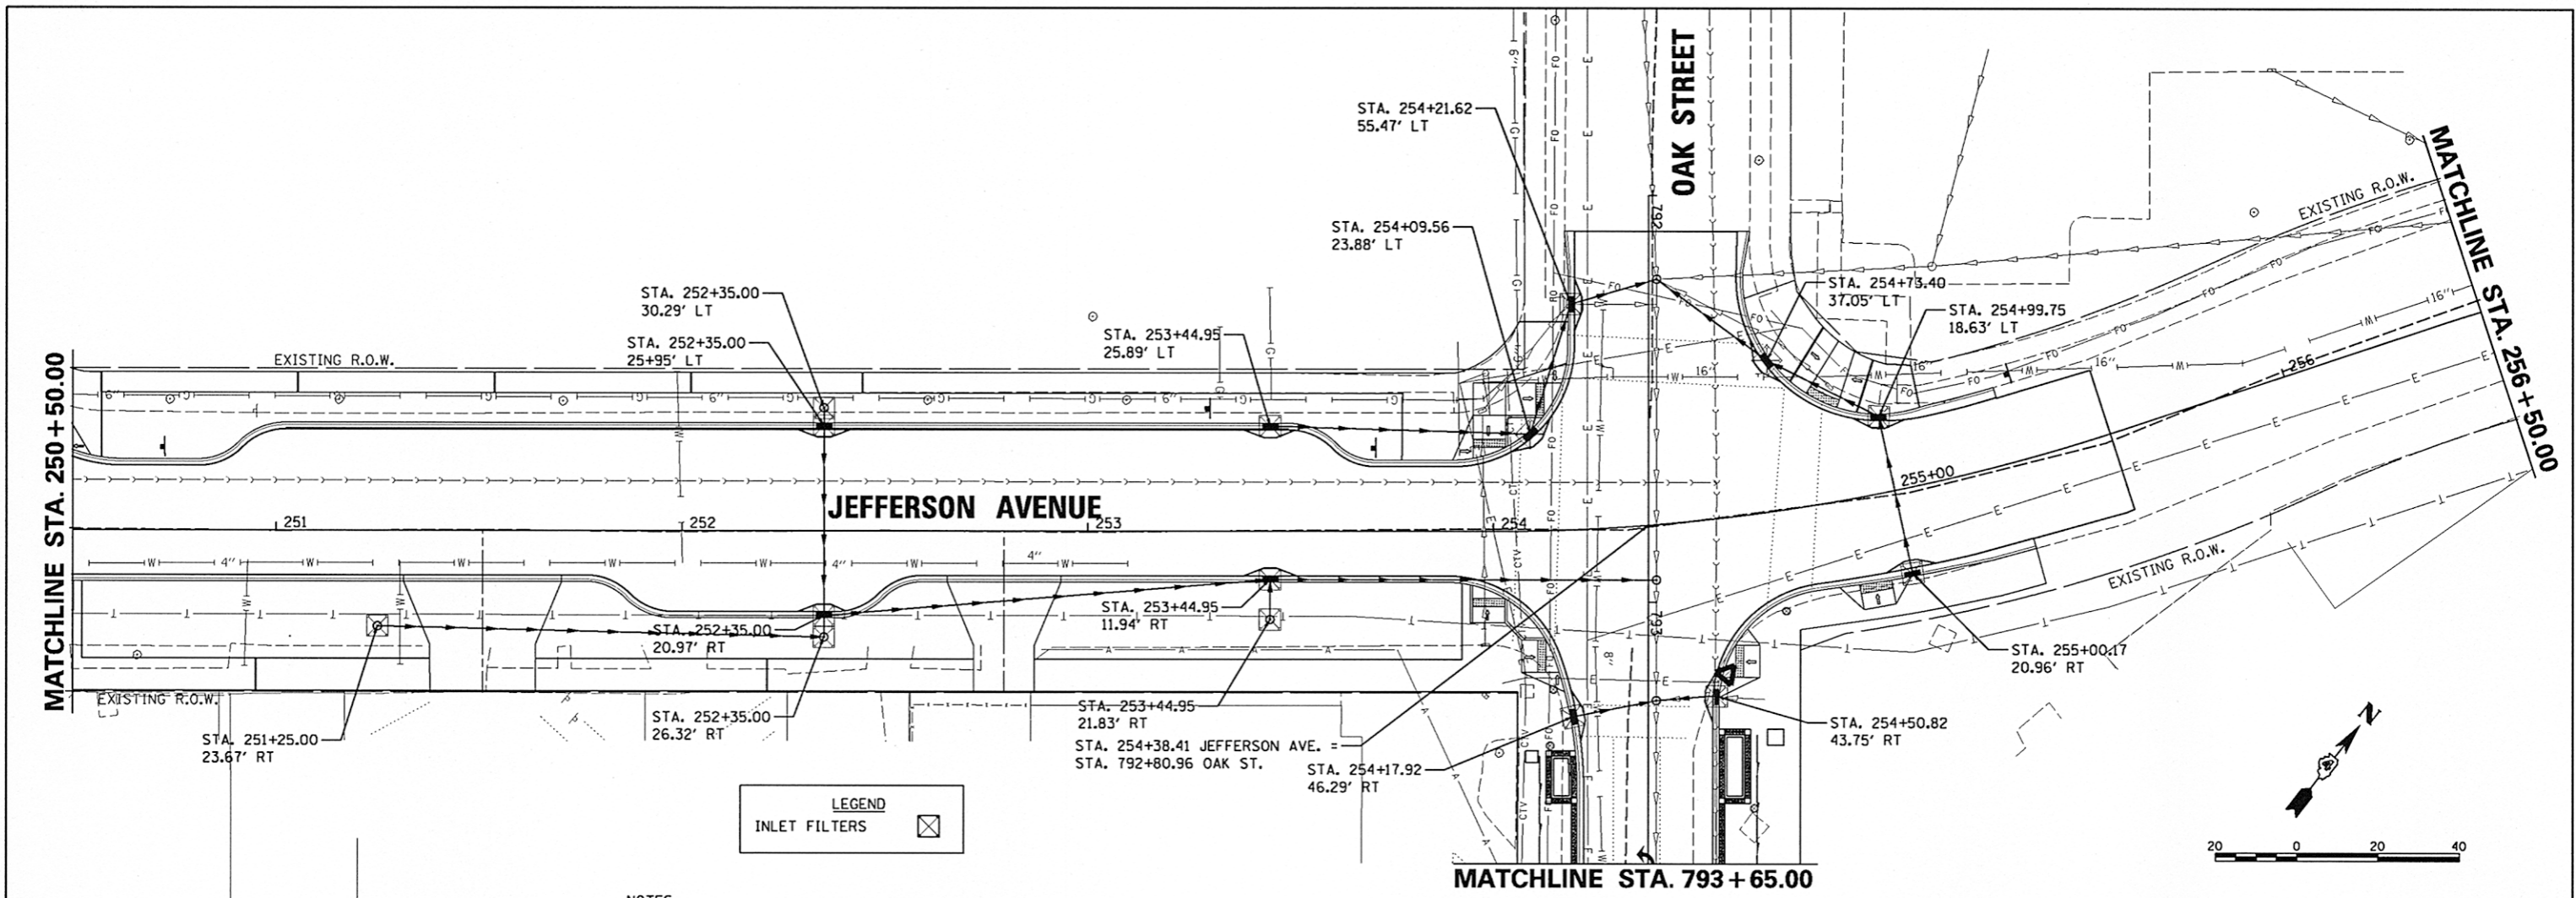 OAK STREET
STA. 254+21.62
55.47' LT
STA. 254+09.56
23.88' LT
792
EXISTING R.O.W.
MATCHLINE STA. 256+50.00
STA. 252+35.00
30.29' LT
STA. 252+35.00
25+95' LT
STA. 253+44.95
25.89' LT
STA. 254+73.40
37.05' LT
STA. 254+99.75
18.63' LT
EXISTING R.O.W.
MATCHLINE STA. 250+50.00
16"
16"
16"
16"
256
255+00
JEFFERSON AVENUE
251
252
253
254
4"
4"
4"
EXISTING R.O.W.
793
8"
STA. 253+44.95
11.94' RT
STA. 252+35.00
20.97' RT
STA. 255+00.17
20.96' RT
EXISTING R.O.W.
STA. 251+25.00
23.67' RT
STA. 252+35.00
26.32' RT
STA. 253+44.95
21.83' RT
STA. 254+38.41 JEFFERSON AVE. =
STA. 792+80.96 OAK ST.
STA. 254+17.92
46.29' RT
STA. 254+50.82
43.75' RT
N
LEGEND
INLET FILTERS
20 0 20 40
MATCHLINE STA. 793+65.00